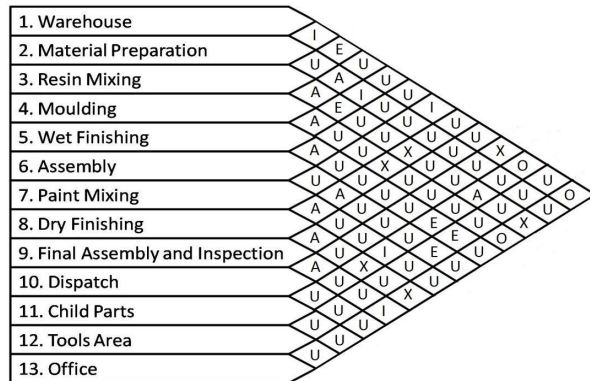 1. Warehouse
I
E
2. Material Preparation
U U
A U
3. Resin Mixing
A I U
E U I
4. Moulding
A U U U
U U U U
5. Wet Finishing
A U X U X
U X U O
6. Assembly
U U U U U U
A U A U O
7. Paint Mixing
A U U U U U
U U E U X
8. Dry Finishing
A U U E O
U I E U
9. Final Assembly and Inspection
A X U U
U U U
10. Dispatch
U U X
U I
11. Child Parts
U U
U
12. Tools Area
U
13. Office